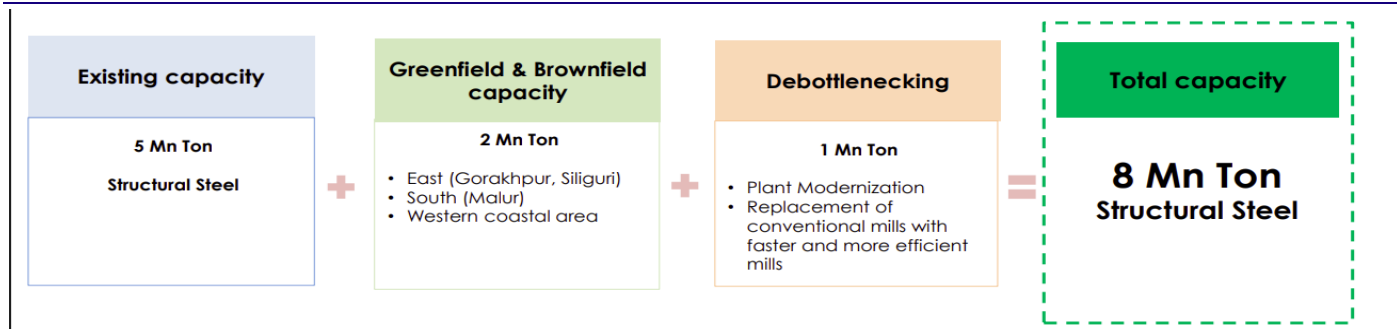 Existing capacity
5 Mn Ton
Structural Steel
Greenfield & Brownfield
capacity
2 Mn Ton
• East (Gorakhpur, Siliguri)
• South (Malur)
• Western coastal area
Debottlenecking
1 Mn Ton
• Plant Modernization
• Replacement of
conventional mills with
faster and more efficient
mills
Total capacity
8 Mn Ton
Structural Steel